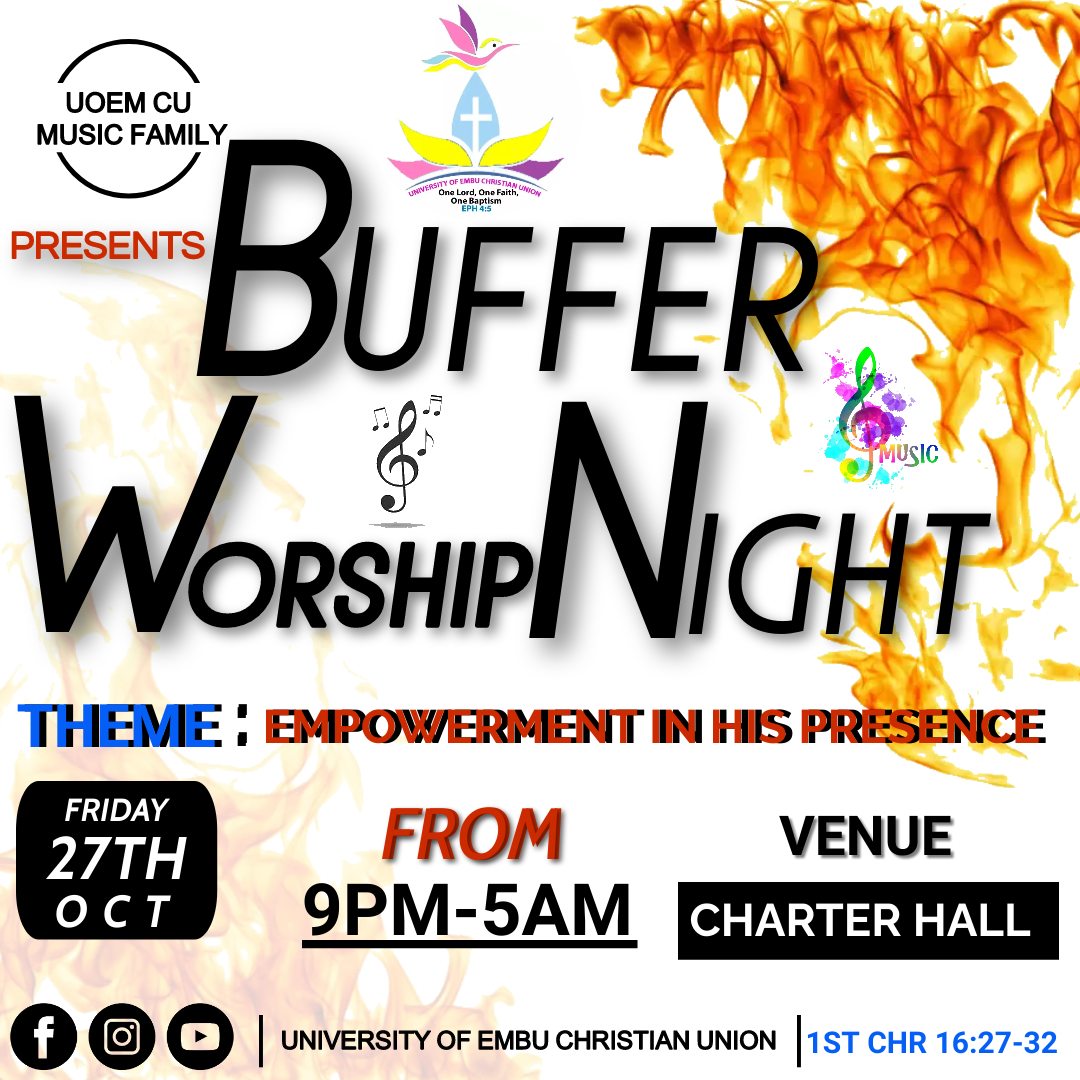 UOEM CU
MUSIC FAMILY
UNIVERSITY OF EMBU CHRISTIAN UNION
One Lord, One Faith,
One Baptism
EPH 4:5
PRESENTS
BUFFER
WORSHIP NIGHT
MUSIC
THEME : EMPOWERMENT IN HIS PRESENCE
FRIDAY
27TH
OCT
FROM
9PM-5AM
VENUE
CHARTER HALL
UNIVERSITY OF EMBU CHRISTIAN UNION
1ST CHR 16:27-32